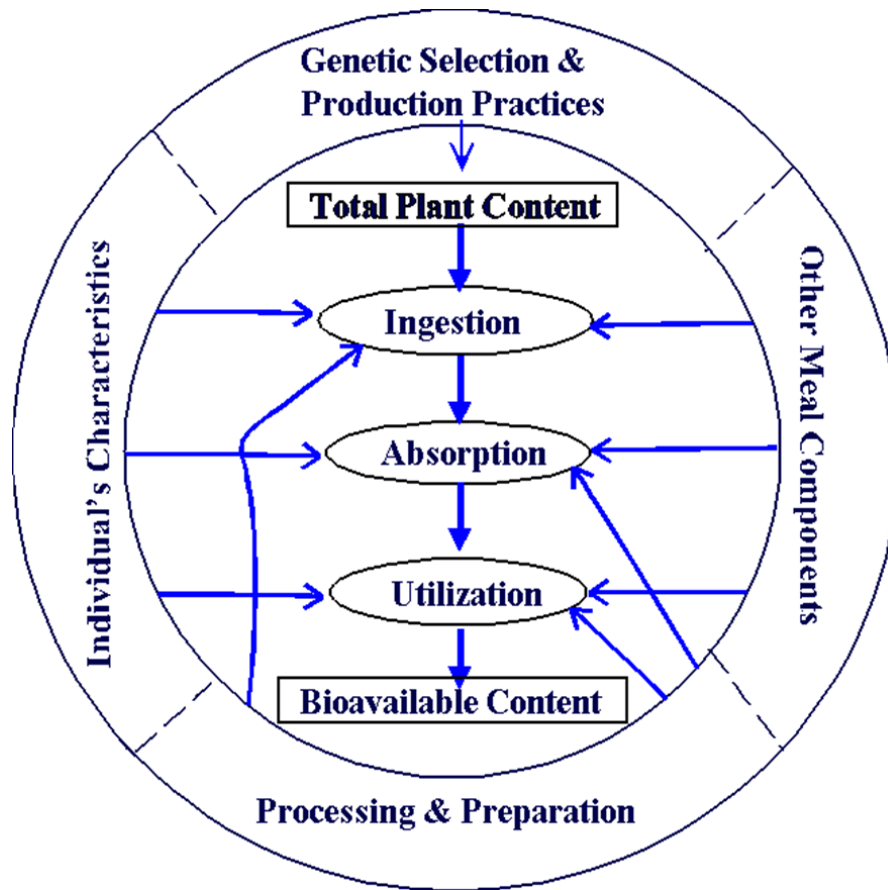 Genetic Selection &
Production Practices
Total Plant Content
Ingestion
Absorption
Utilization
Bioavailable Content
Individual's Characteristics
Other Meal Components
Processing & Preparation